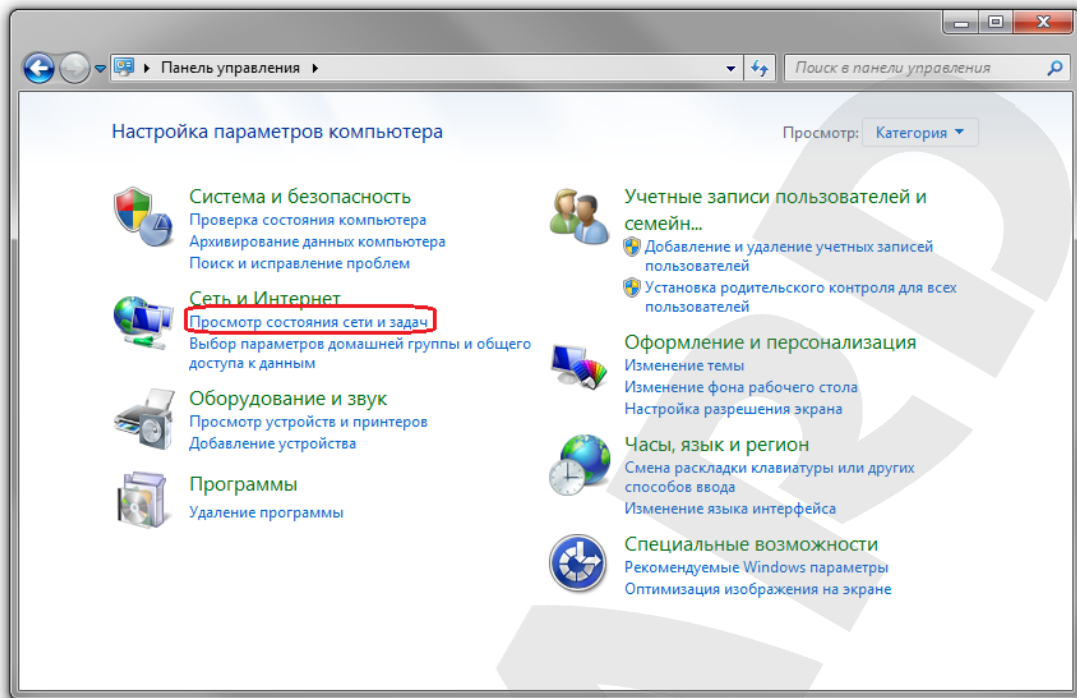 Панель управления
Поиск в панели управления
Настройка параметров компьютера
Просмотр: Категория
Система и безопасность
Проверка состояния компьютера
Архивирование данных компьютера
Поиск и исправление проблем
Сеть и Интернет
Просмотр состояния сети и задач
Выбор параметров домашней группы и общего
доступа к данным
Оборудование и звук
Просмотр устройств и принтеров
Добавление устройства
Программы
Удаление программы
Учетные записи пользователей и
семейн...
Добавление и удаление учетных записей
пользователей
Установка родительского контроля для всех
пользователей
Оформление и персонализация
Изменение темы
Изменение фона рабочего стола
Настройка разрешения экрана
Часы, язык и регион
Смена раскладки клавиатуры или других
способов ввода
Изменение языка интерфейса
Специальные возможности
Рекомендуемые Windows параметры
Оптимизация изображения на экране
ARD